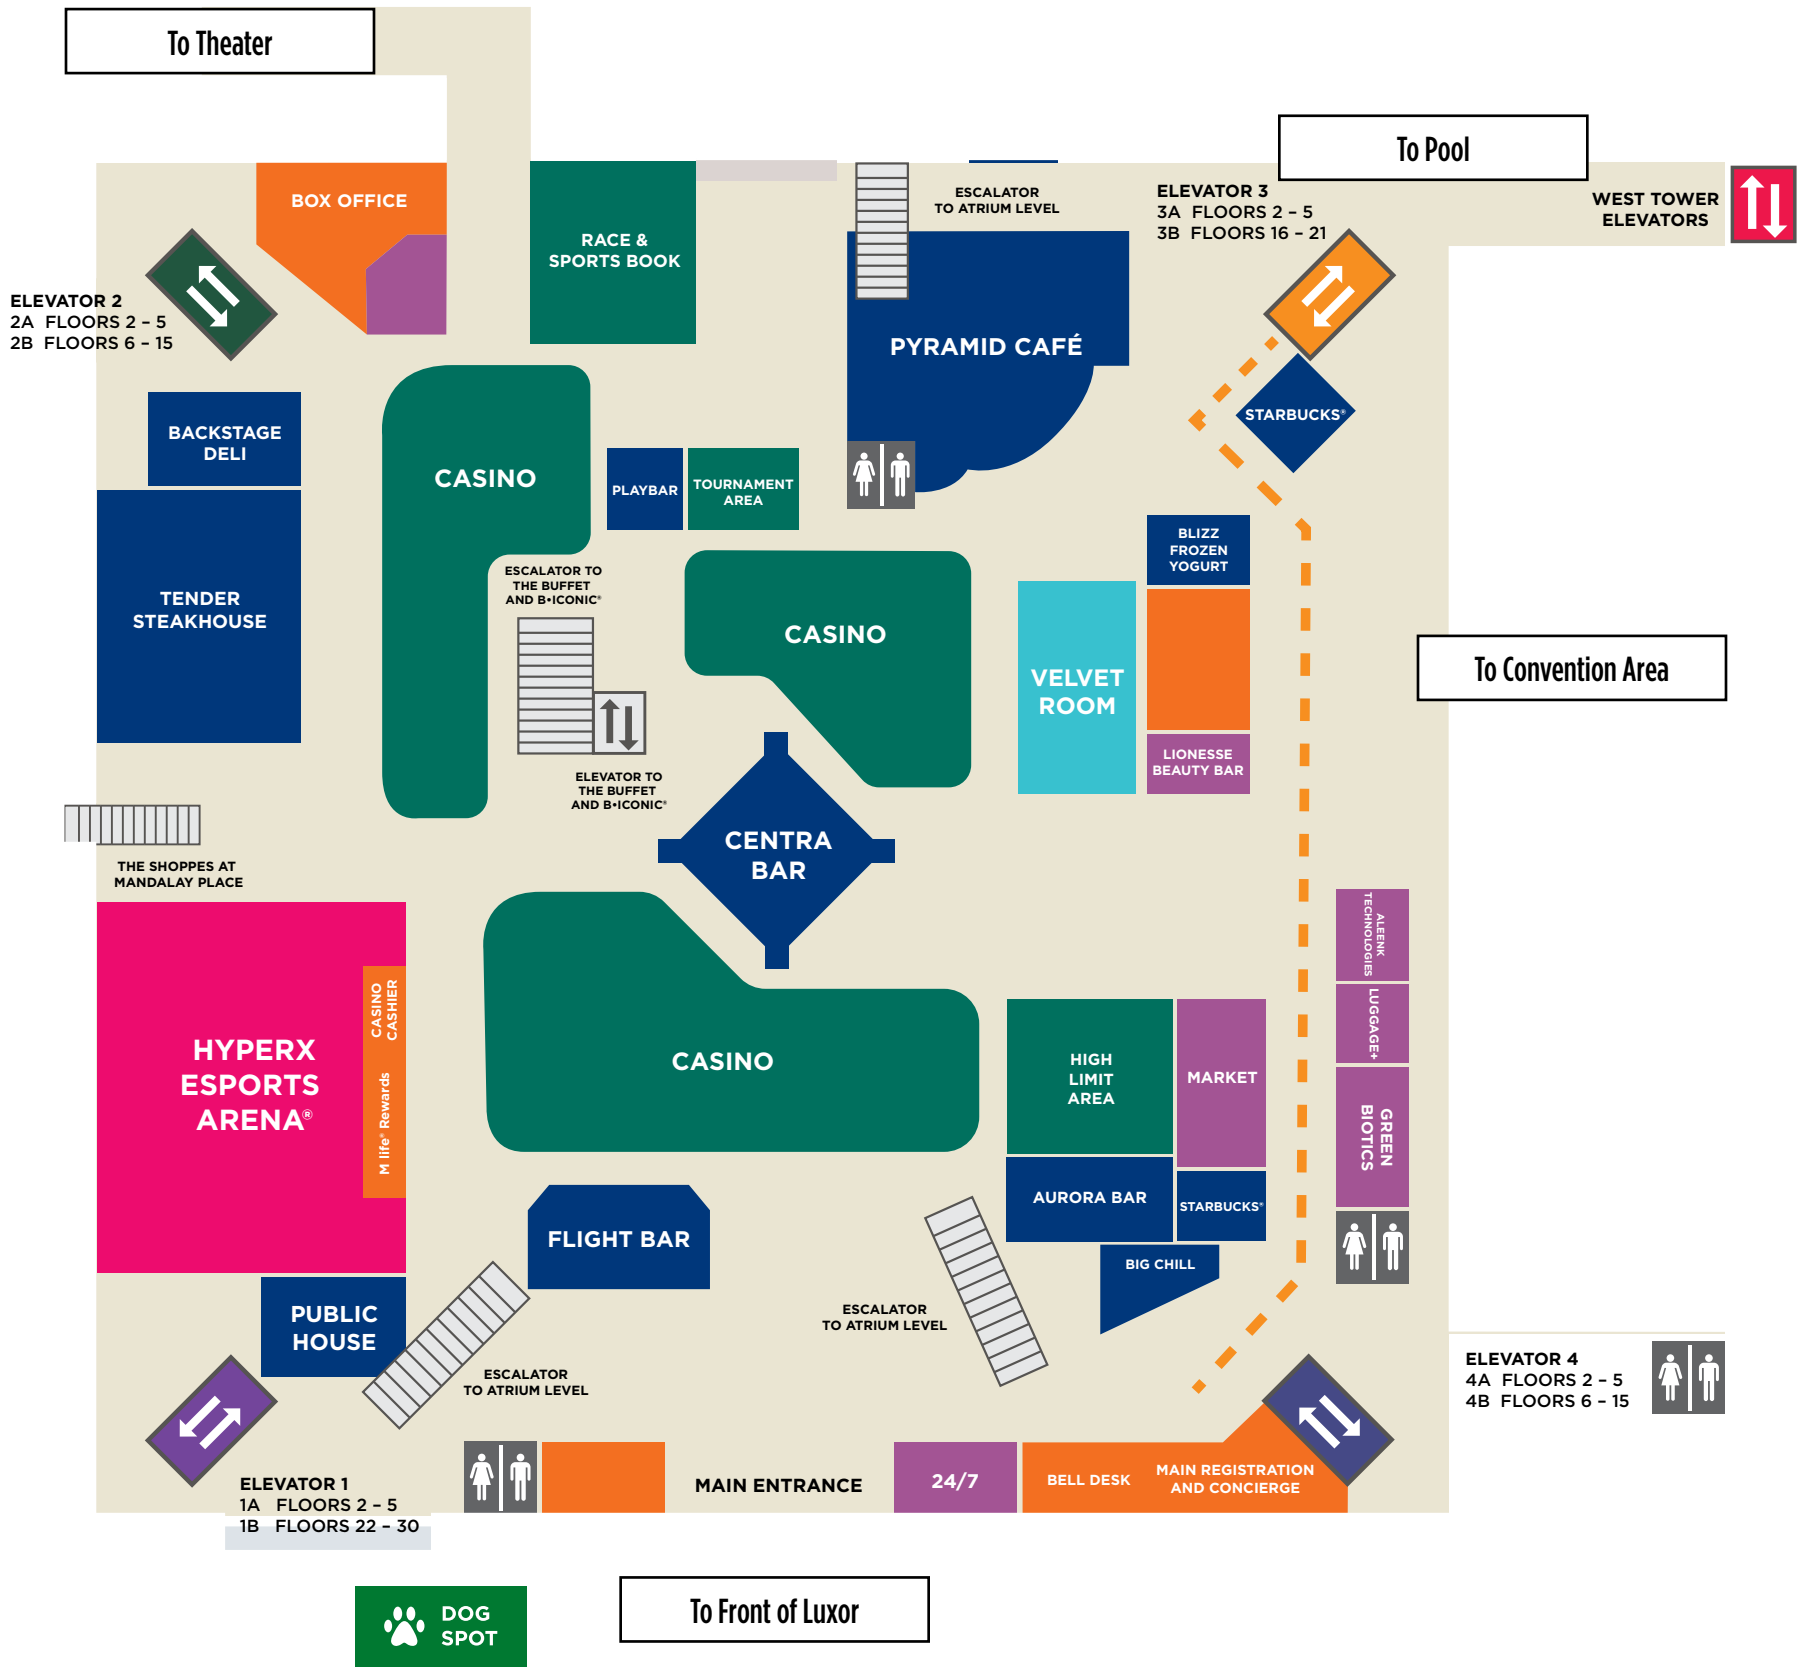 To Theater
To Pool
BOX OFFICE
RACE &
SPORTS BOOK
ESCALATOR
TO ATRIUM LEVEL
ELEVATOR 3
3A FLOORS 2 – 5
3B FLOORS 16 – 21
WEST TOWER
ELEVATORS
ELEVATOR 2
2A FLOORS 2 – 5
2B FLOORS 6 – 15
PYRAMID CAFÉ
STARBUCKS®
BACKSTAGE
DELI
CASINO
PLAYBAR
TOURNAMENT
AREA
BLIZZ
FROZEN
YOGURT
ESCALATOR TO
THE BUFFET
AND B•ICONIC®
TENDER
STEAKHOUSE
CASINO
VELVET
ROOM
To Convention Area
LIONESSE
BEAUTY BAR
ELEVATOR TO
THE BUFFET
AND B•ICONIC®
CENTRA
BAR
THE SHOPPES AT
MANDALAY PLACE
ALEENK
TECHNOLOGIES
CASINO
CASHIER
LUGGAGE+
HYPERX
ESPORTS
ARENA®
CASINO
HIGH
LIMIT
AREA
MARKET
M life® Rewards
GREEN
BIOTICS
AURORA BAR
STARBUCKS®
FLIGHT BAR
BIG CHILL
PUBLIC
HOUSE
ESCALATOR
TO ATRIUM LEVEL
ESCALATOR
TO ATRIUM LEVEL
ELEVATOR 4
4A FLOORS 2 – 5
4B FLOORS 6 – 15
ELEVATOR 1
1A FLOORS 2 – 5
1B FLOORS 22 – 30
MAIN ENTRANCE
24/7
BELL DESK
MAIN REGISTRATION
AND CONCIERGE
DOG
SPOT
To Front of Luxor